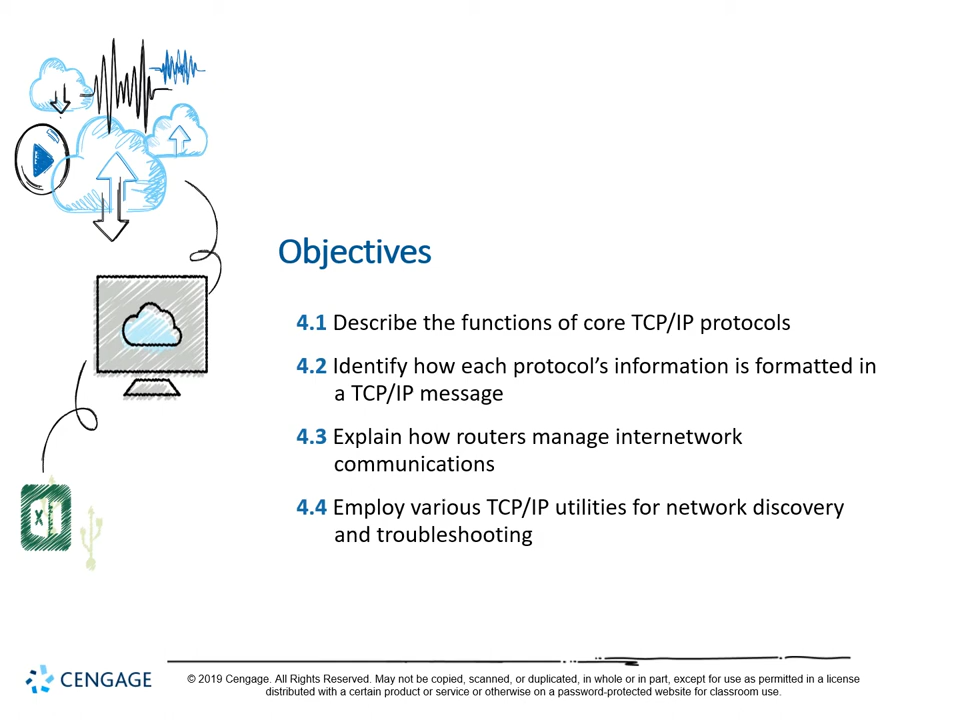 Objectives
4.1 Describe the functions of core TCP/IP protocols
4.2 Identify how each protocol’s information is formatted in
a TCP/IP message
4.3 Explain how routers manage internetwork
communications
4.4 Employ various TCP/IP utilities for network discovery
and troubleshooting
X
CENGAGE
© 2019 Cengage. All Rights Reserved. May not be copied, scanned, or duplicated, in whole or in part, except for use as permitted in a license
distributed with a certain product or service or otherwise on a password-protected website for classroom use.